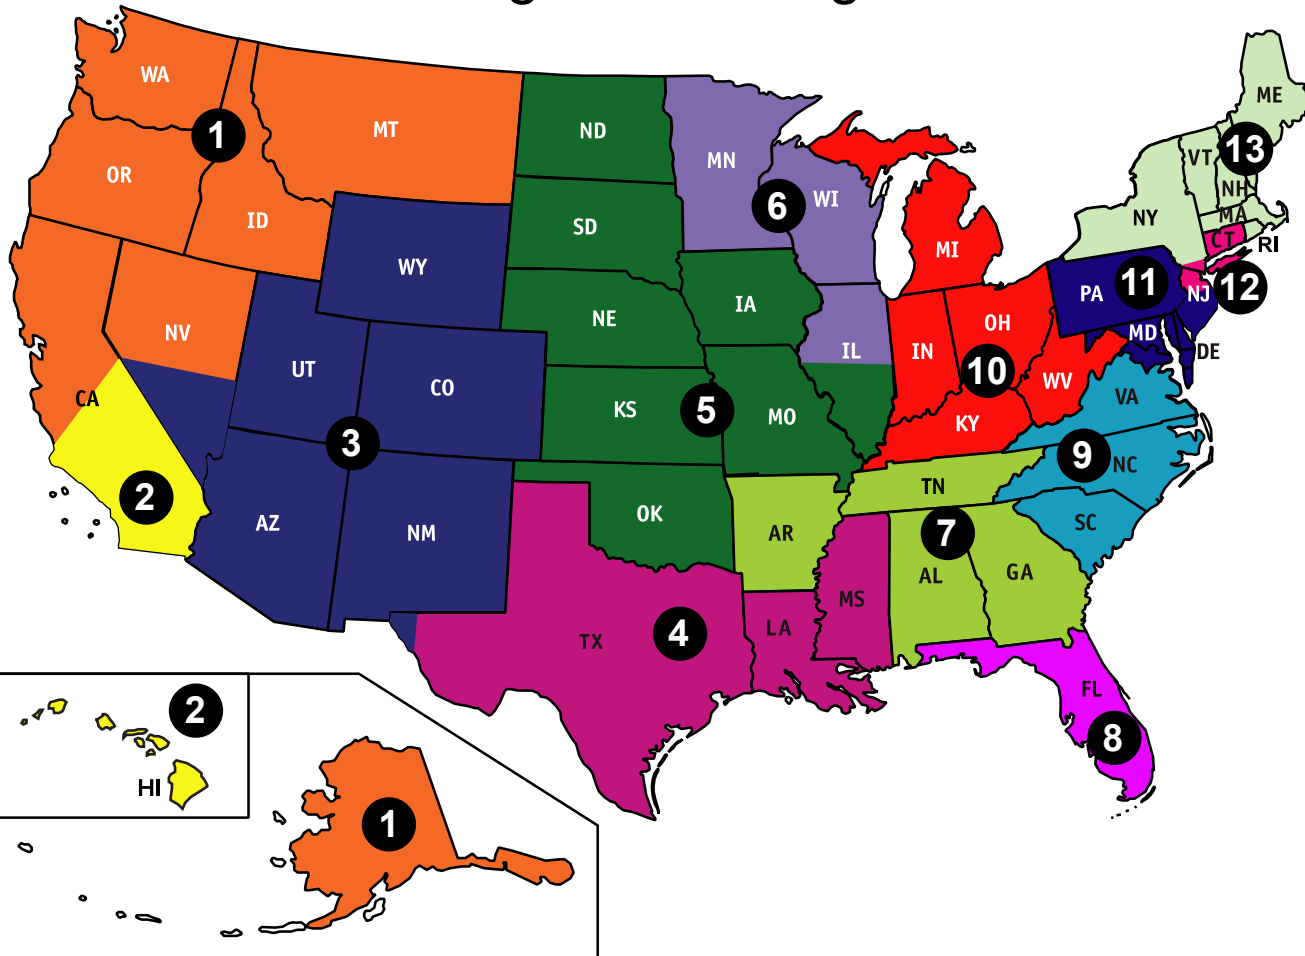 WA
1
MT
OR
ID
ND
MN
6
WI
SD
WY
NV
NE
IA
IL
UT
CO
CA
3
KS
5
MO
2
AZ
NM
OK
AR
TX
4
LA
MS
TN
7
AL
GA
MI
IN
OH
10
WV
KY
9
VA
NC
SC
FL
8
ME
VT
13
NH
NY
MA
CT
RI
PA
11
NJ
12
MD
DE
2
HI
1